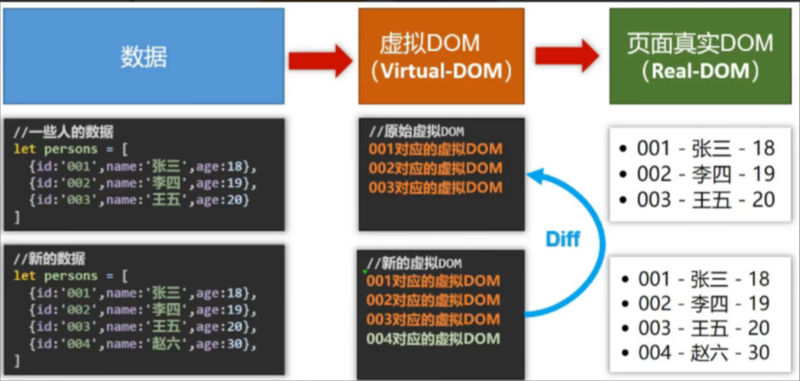 数据
虚拟DOM
（Virtual-DOM）
页面真实DOM
（Real-DOM）
//一些人的数据
let persons = [
{id:'001',name:'张三',age:18},
{id:'002',name:'李四',age:19},
{id:'003',name:'王五',age:20}
]
//原始虚拟DOM
001对应的虚拟DOM
002对应的虚拟DOM
003对应的虚拟DOM
• 001 - 张三 - 18
• 002 - 李四 - 19
• 003 - 王五 - 20
Diff
//新的数据
let persons = [
{id:'001',name:'张三',age:18},
{id:'002',name:'李四',age:19},
{id:'003',name:'王五',age:20},
{id:'004',name:'赵六',age:30},
]
//新的虚拟DOM
001对应的虚拟DOM
002对应的虚拟DOM
003对应的虚拟DOM
004对应的虚拟DOM
• 001 - 张三 - 18
• 002 - 李四 - 19
• 003 - 王五 - 20
• 004 - 赵六 - 30